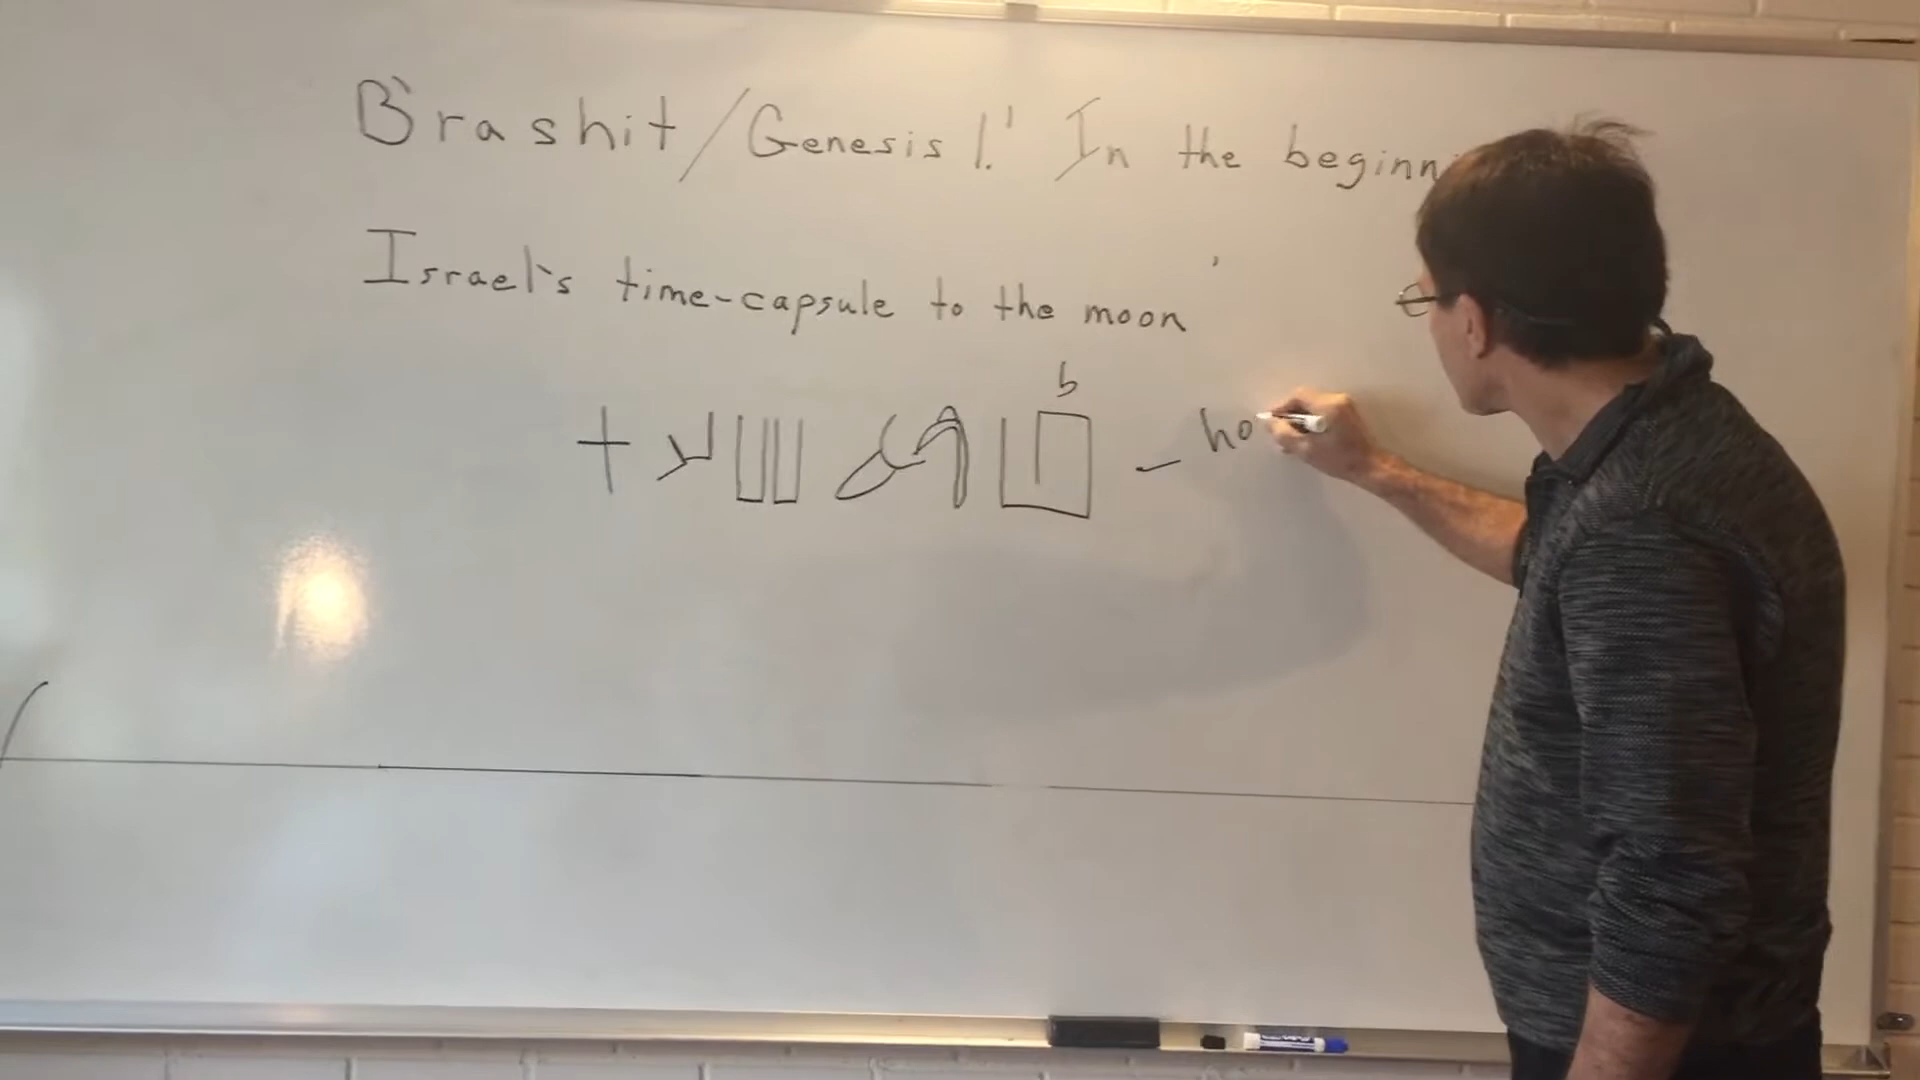 B'rashit/Genesis 1:1 In the beginn
Israel's time-capsule to the moon
b
ho